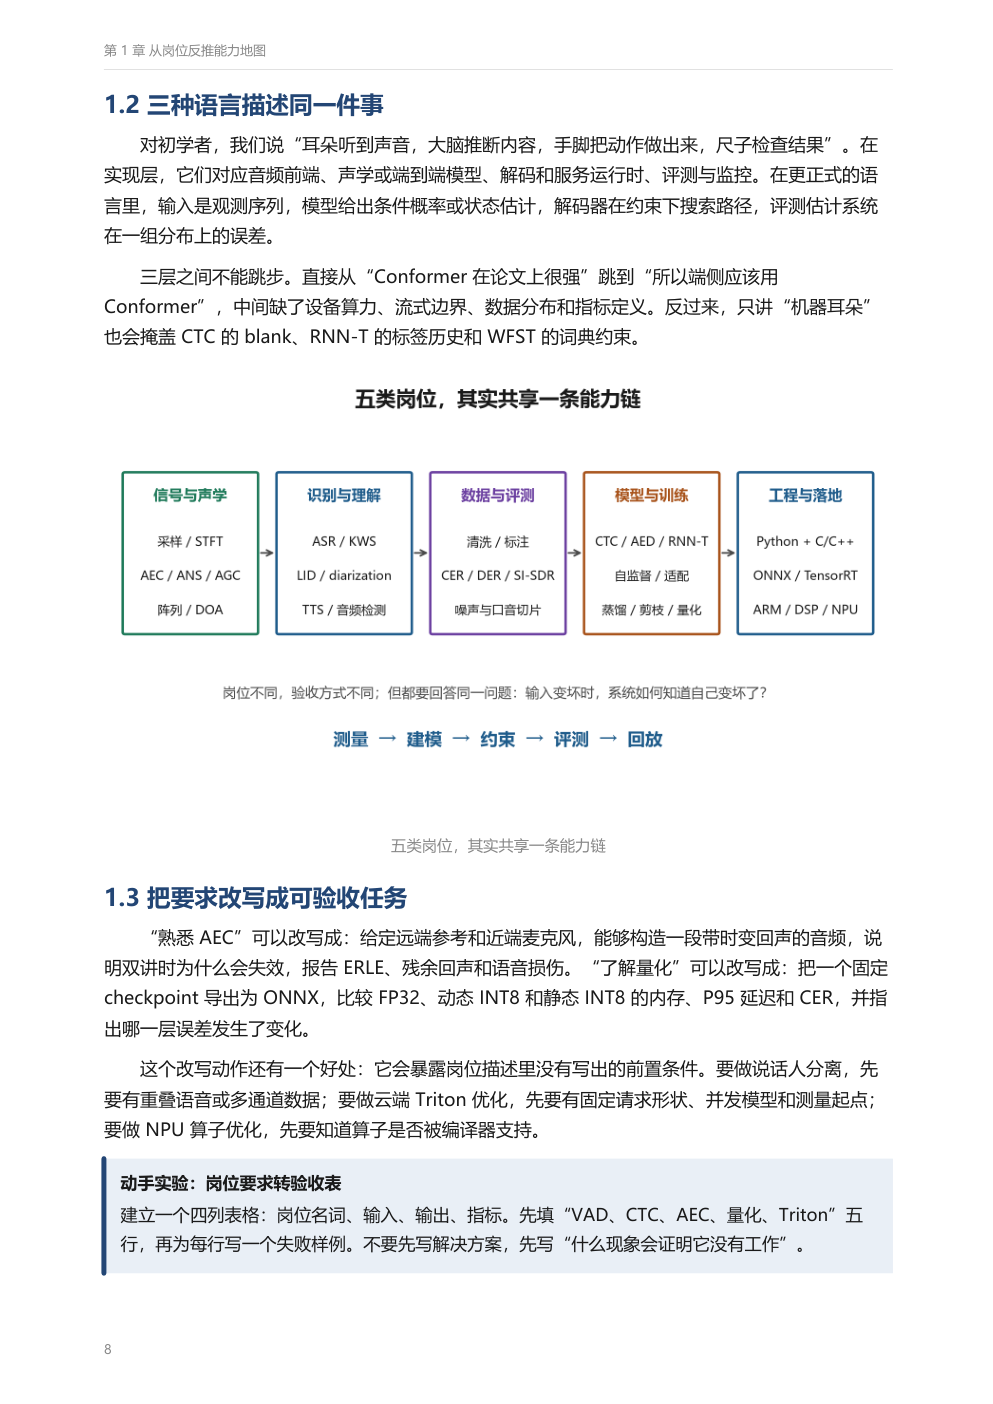 第 1 章 从岗位反推能力地图
1.2 三种语言描述同一件事
对初学者，我们说“耳朵听到声音，大脑推断内容，手脚把动作做出来，尺子检查结果”。在
实现层，它们对应音频前端、声学或端到端模型、解码和服务运行时、评测与监控。在更正式的语
言里，输入是观测序列，模型给出条件概率或状态估计，解码器在约束下搜索路径，评测估计系统
在一组分布上的误差。
三层之间不能跳步。直接从“Conformer 在论文上很强”跳到“所以端侧应该用
Conformer”，中间缺了设备算力、流式边界、数据分布和指标定义。反过来，只讲“机器耳朵”
也会掩盖 CTC 的 blank、RNN-T 的标签历史和 WFST 的词典约束。
五类岗位，其实共享一条能力链
信号与声学
采样 / STFT
AEC / ANS / AGC
阵列 / DOA
→
识别与理解
ASR / KWS
LID / diarization
TTS / 音频检测
→
数据与评测
清洗 / 标注
CER / DER / SI-SDR
噪声与口音切片
→
模型与训练
CTC / AED / RNN-T
自监督 / 适配
蒸馏 / 剪枝 / 量化
→
工程与落地
Python + C/C++
ONNX / TensorRT
ARM / DSP / NPU
岗位不同，验收方式不同；但都要回答同一问题：输入变坏时，系统如何知道自己变坏了？
测量 → 建模 → 约束 → 评测 → 回放
五类岗位，其实共享一条能力链
1.3 把要求改写成可验收任务
“熟悉 AEC”可以改写成：给定远端参考和近端麦克风，能够构造一段带时变回声的音频，说
明双讲时为什么会失效，报告 ERLE、残余回声和语音损伤。“了解量化”可以改写成：把一个固定
checkpoint 导出为 ONNX，比较 FP32、动态 INT8 和静态 INT8 的内存、P95 延迟和 CER，并指
出哪一层误差发生了变化。
这个改写动作还有一个好处：它会暴露岗位描述里没有写出的前置条件。要做说话人分离，先
要有重叠语音或多通道数据；要做云端 Triton 优化，先要有固定请求形状、并发模型和测量起点；
要做 NPU 算子优化，先要知道算子是否被编译器支持。
动手实验：岗位要求转验收表
建立一个四列表格：岗位名词、输入、输出、指标。先填“VAD、CTC、AEC、量化、Triton”五
行，再为每行写一个失败样例。不要先写解决方案，先写“什么现象会证明它没有工作”。
8